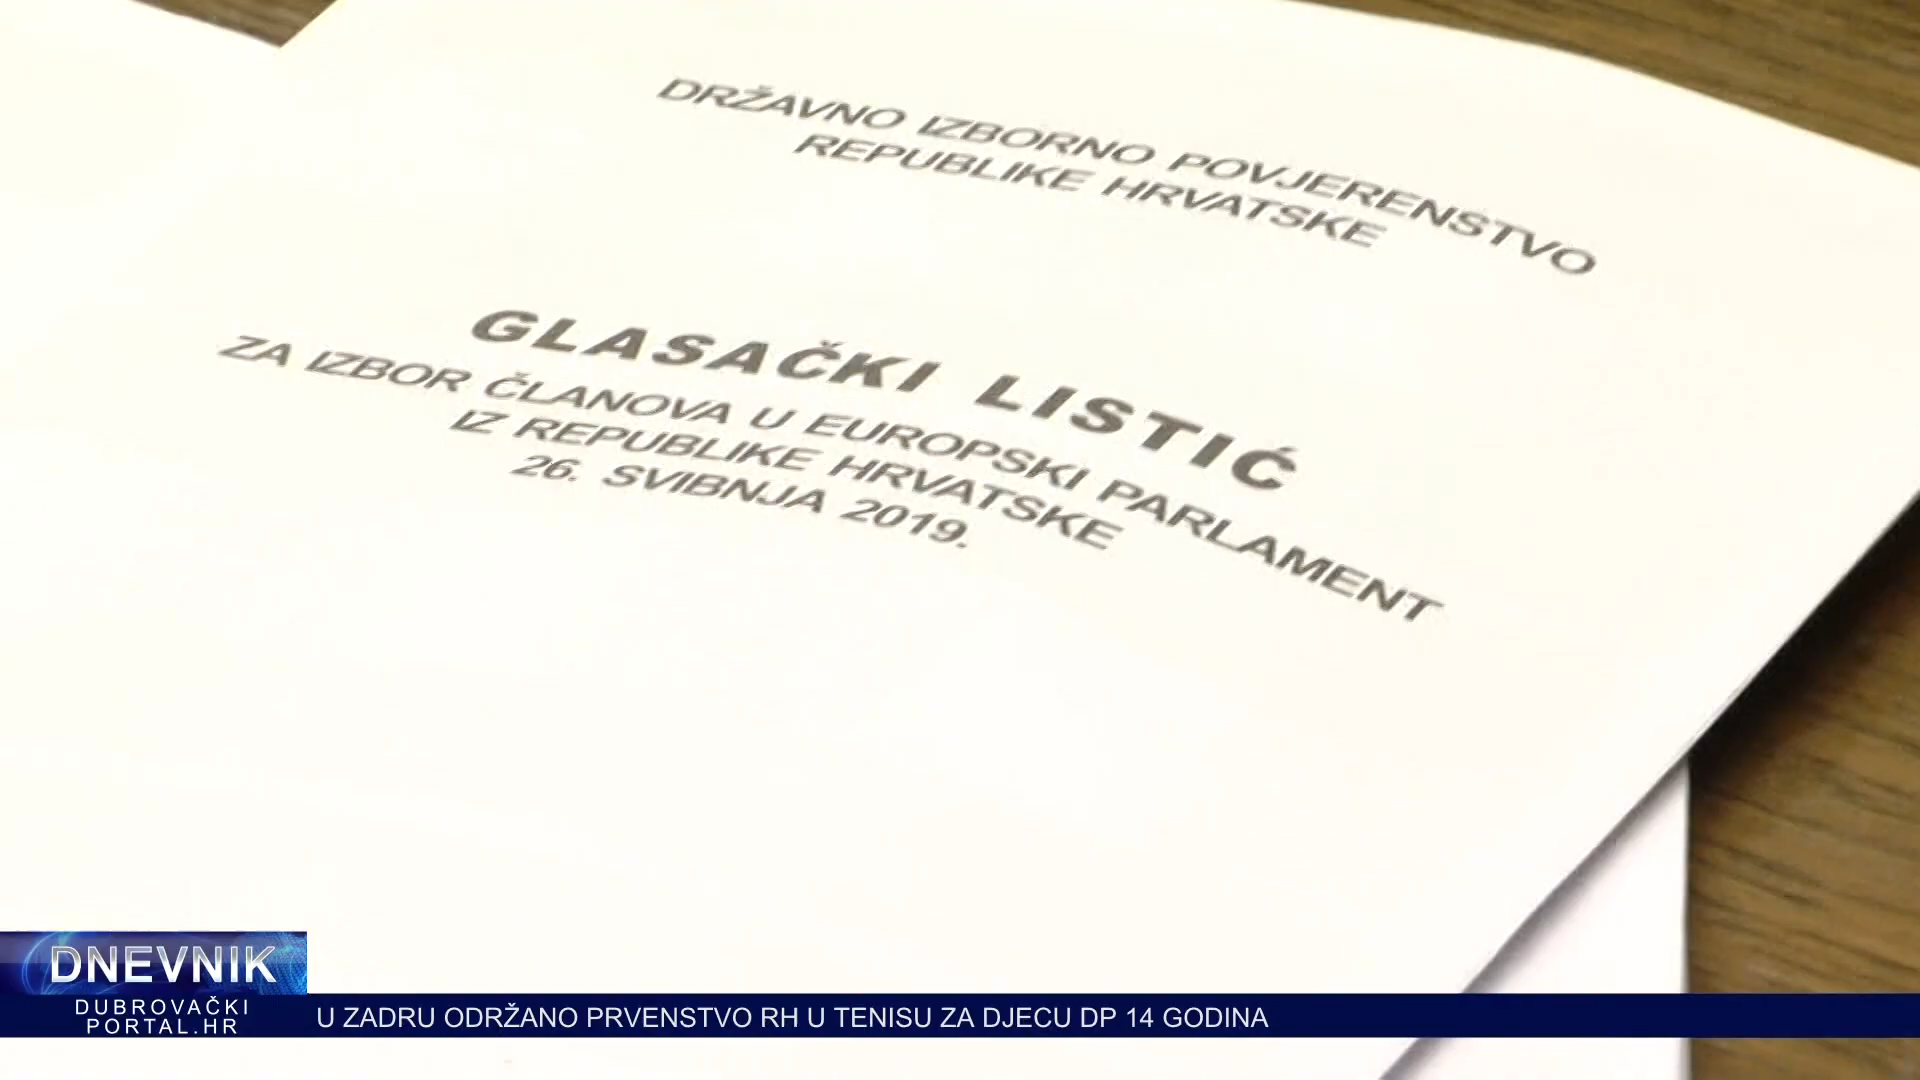 DRŽAVNO IZBORNO POVJERENSTVO
REPUBLIKE HRVATSKE
GLASAČKI LISTIĆ
ZA IZBOR ČLANOVA U EUROPSKI PARLAMENT
IZ REPUBLIKE HRVATSKE
26. SVIBNJA 2019.
DNEVNIK
DUBROVAČKI
PORTAL.HR
U ZADRU ODRŽANO PRVENSTVO RH U TENISU ZA DJECU DP 14 GODINA